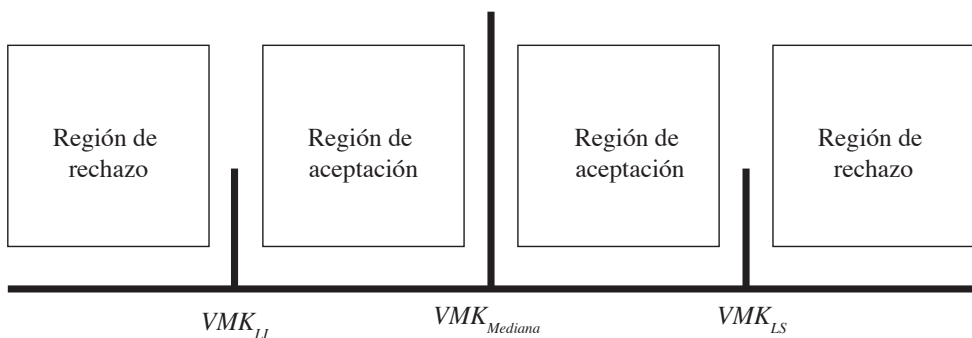 Región de
rechazo
Región de
aceptación
Región de
aceptación
Región de
rechazo
VMK_LI
VMK_Mediana
VMK_LS